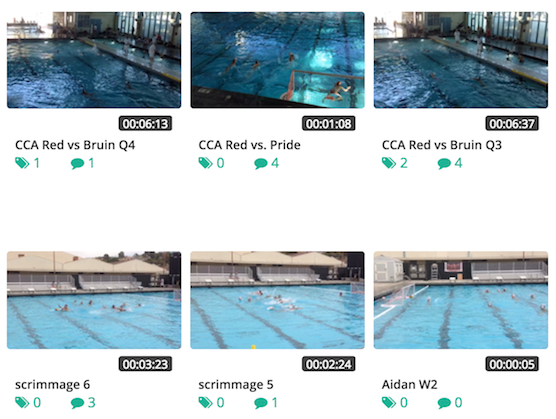 00:06:13 00:01:08 00:06:37
CCA Red vs Bruin Q4 CCA Red vs. Pride CCA Red vs Bruin Q3
1 1 0 4 2 4
00:03:23 00:02:24 00:00:05
scrimmage 6 scrimmage 5 Aidan W2
0 3 0 1 0 0